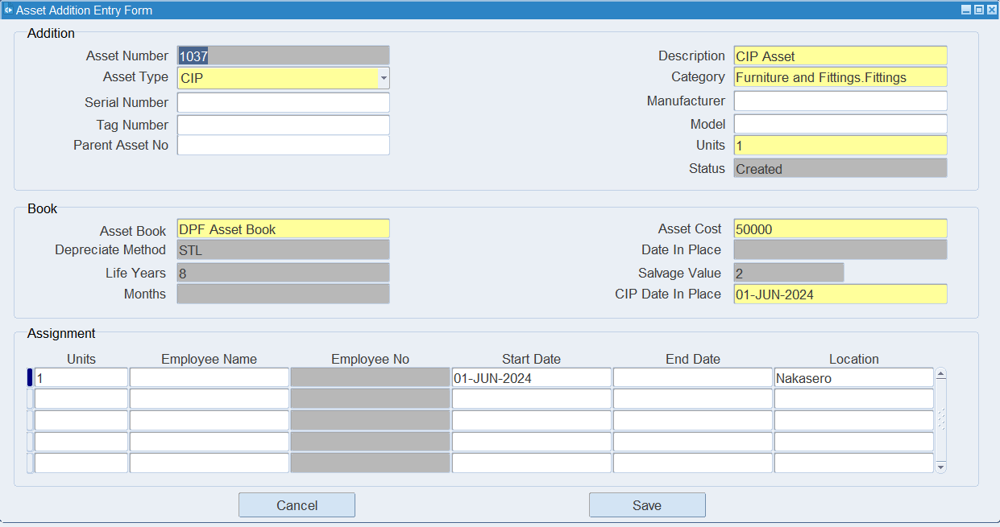 Asset Addition Entry Form
Addition
Asset Number 1037
Asset Type CIP
Serial Number
Tag Number
Parent Asset No
Description CIP Asset
Category Furniture and Fittings.Fittings
Manufacturer
Model
Units 1
Status Created
Book
Asset Book DPF Asset Book
Depreciate Method STL
Life Years 8
Months
Asset Cost 50000
Date In Place
Salvage Value 2
CIP Date In Place 01-JUN-2024
Assignment
Units Employee Name Employee No Start Date End Date Location
1 01-JUN-2024 Nakasero
Cancel Save